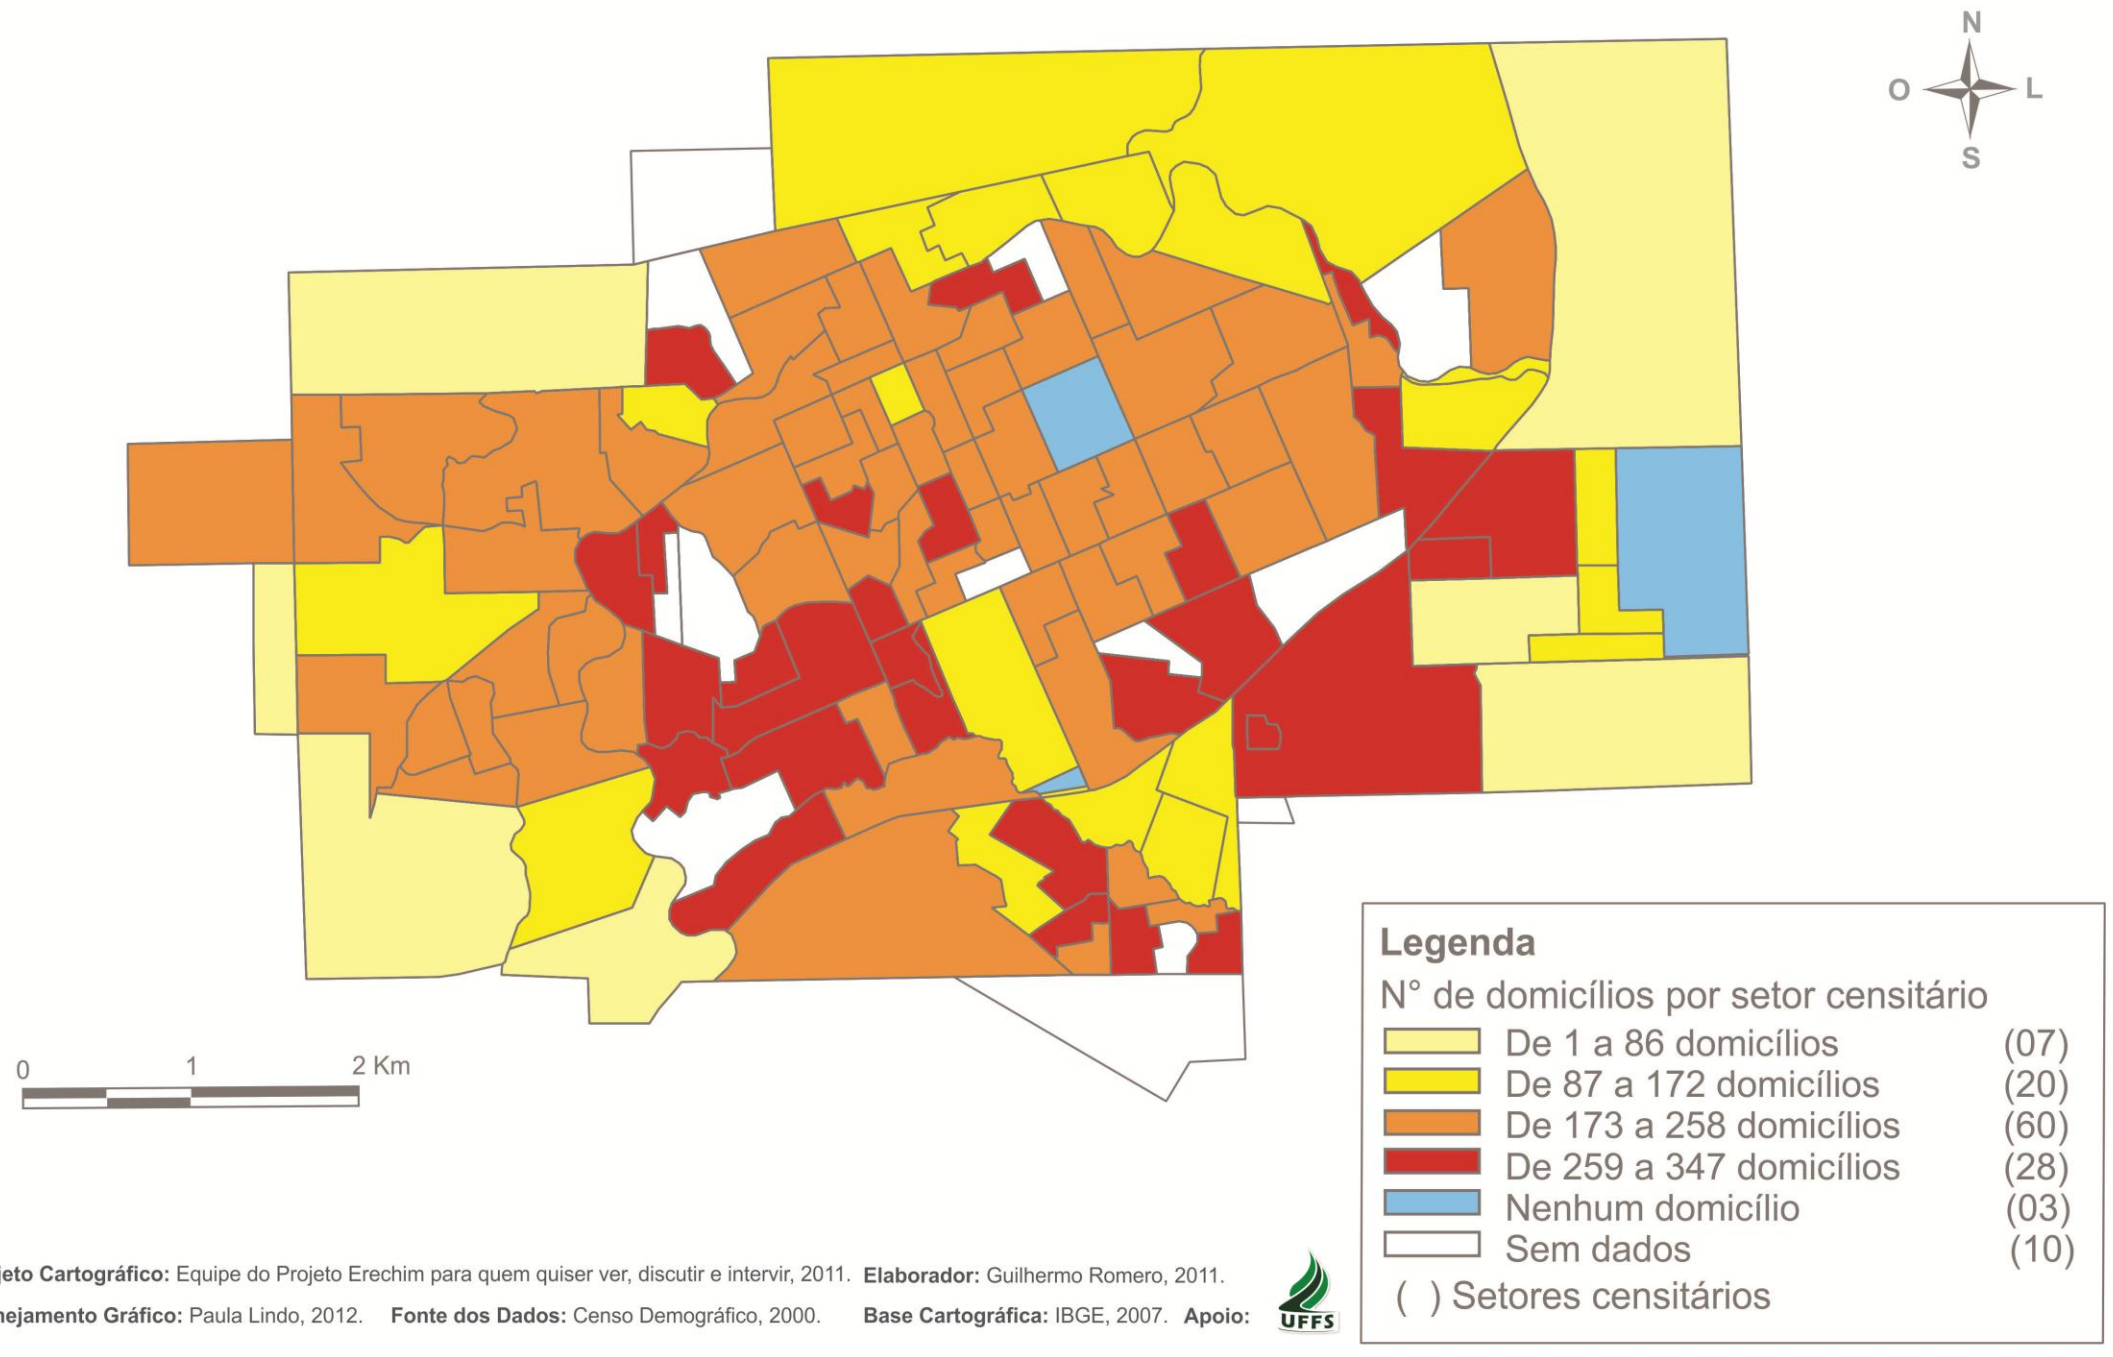 N
O L
S
Legenda
N° de domicílios por setor censitário
De 1 a 86 domicílios (07)
De 87 a 172 domicílios (20)
De 173 a 258 domicílios (60)
De 259 a 347 domicílios (28)
Nenhum domicílio (03)
Sem dados (10)
( ) Setores censitários
0 1 2 Km
jeto Cartográfico: Equipe do Projeto Erechim para quem quiser ver, discutir e intervir, 2011. Elaborador: Guilhermo Romero, 2011.
nejamento Gráfico: Paula Lindo, 2012. Fonte dos Dados: Censo Demográfico, 2000. Base Cartográfica: IBGE, 2007. Apoio:
UFFS